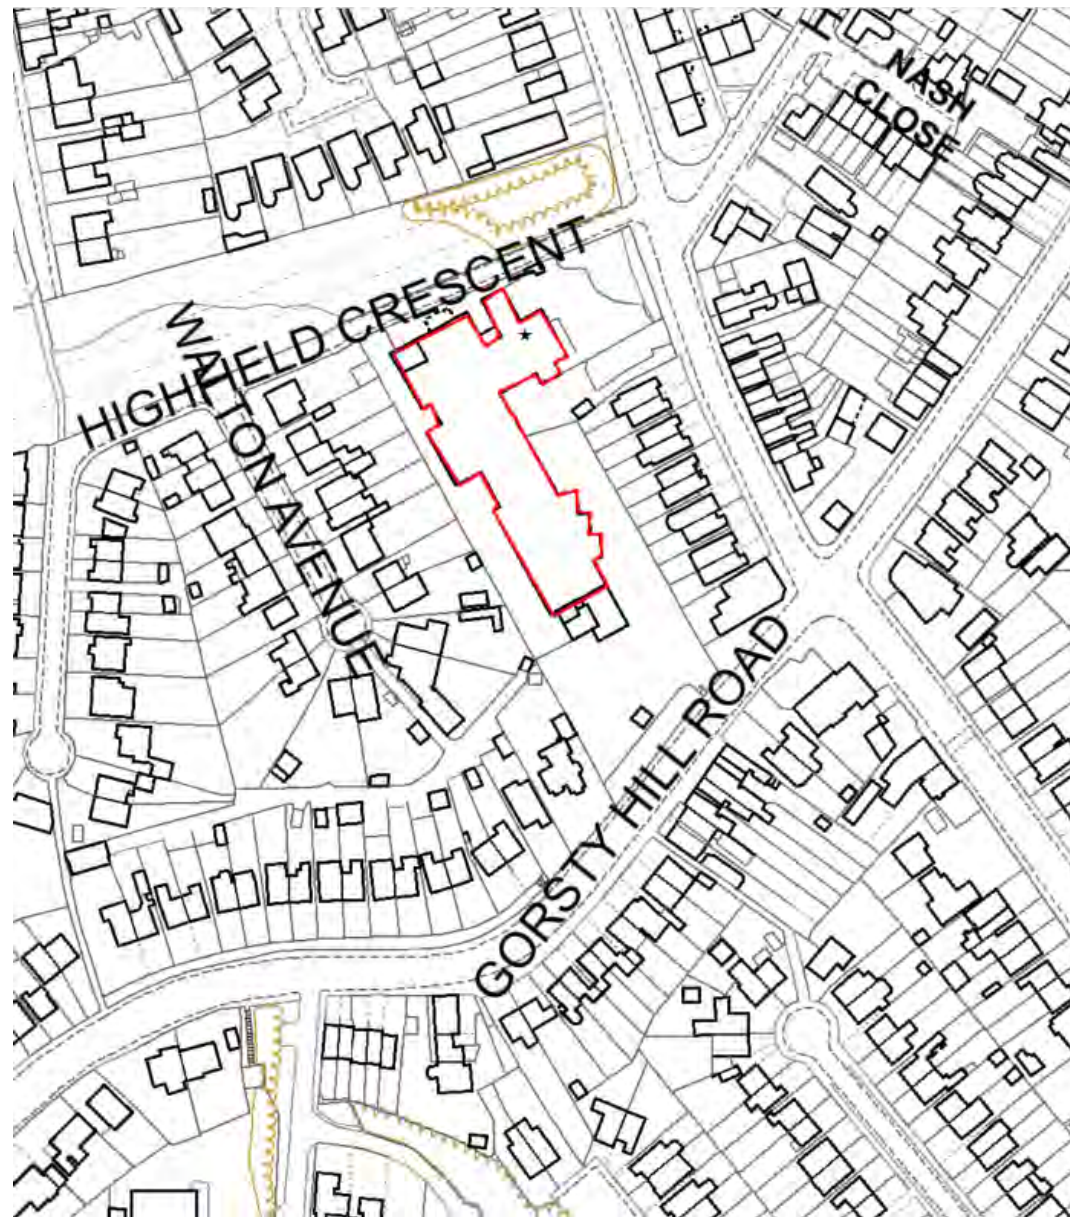 NASH
CLOSE
HIGHFIELD CRESCENT
WALTON AVENUE
GORSTY HILL ROAD